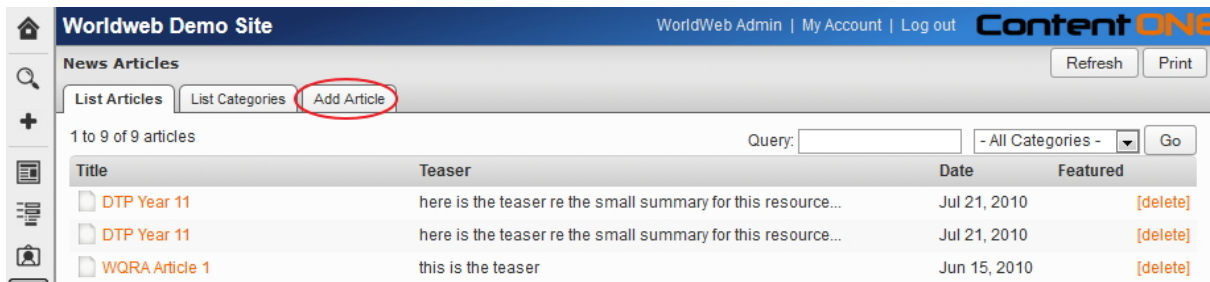 Worldweb Demo Site WorldWeb Admin | My Account | Log out ContentONE
News Articles Refresh Print
List Articles List Categories Add Article
1 to 9 of 9 articles Query: - All Categories - Go
Title Teaser Date Featured
DTP Year 11 here is the teaser re the small summary for this resource... Jul 21, 2010 [delete]
DTP Year 11 here is the teaser re the small summary for this resource... Jul 21, 2010 [delete]
WQRA Article 1 this is the teaser Jun 15, 2010 [delete]